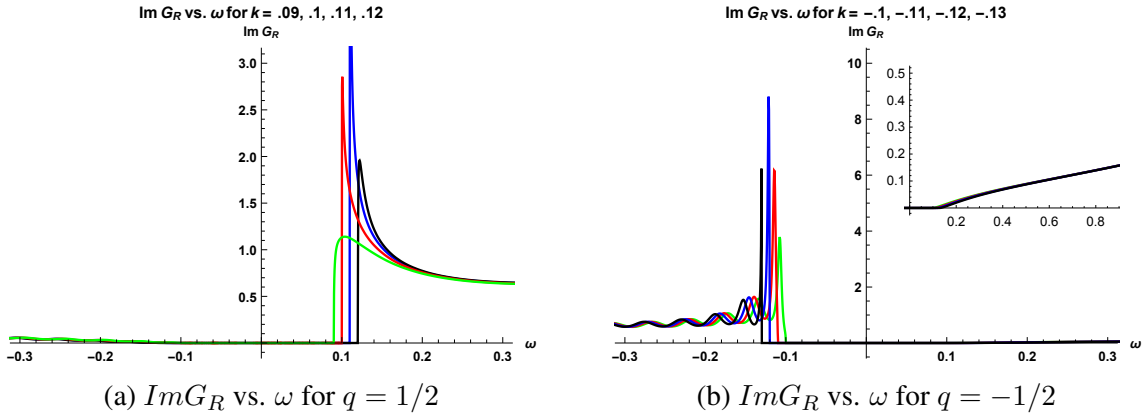 Im G_R vs. ω for k = .09, .1, .11, .12
Im G_R
3.0
2.5
2.0
1.5
1.0
0.5
−0.3 −0.2 −0.1 0.1 0.2 0.3 ω
(a) ImG_R vs. ω for q = 1/2
Im G_R vs. ω for k = −.1, −.11, −.12, −.13
Im G_R
10
8
6
4
2
0.5
0.4
0.3
0.2
0.1
0.2 0.4 0.6 0.8
−0.3 −0.2 −0.1 0.1 0.2 0.3 ω
(b) ImG_R vs. ω for q = −1/2